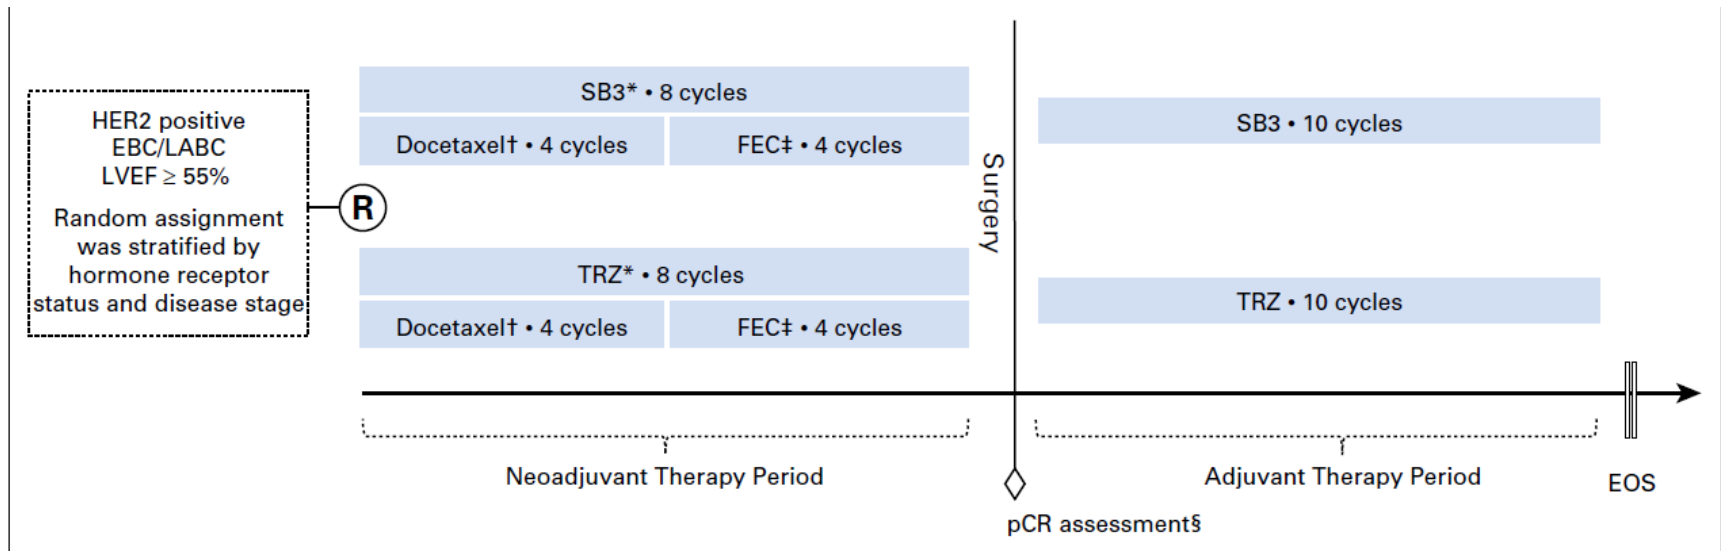 HER2 positive
EBC/LABC
LVEF ≥ 55%
Random assignment
was stratified by
hormone receptor
status and disease stage
R
SB3* • 8 cycles
Docetaxel† • 4 cycles
FEC‡ • 4 cycles
TRZ* • 8 cycles
Docetaxel† • 4 cycles
FEC‡ • 4 cycles
Surgery
SB3 • 10 cycles
TRZ • 10 cycles
Neoadjuvant Therapy Period
pCR assessment§
Adjuvant Therapy Period
EOS